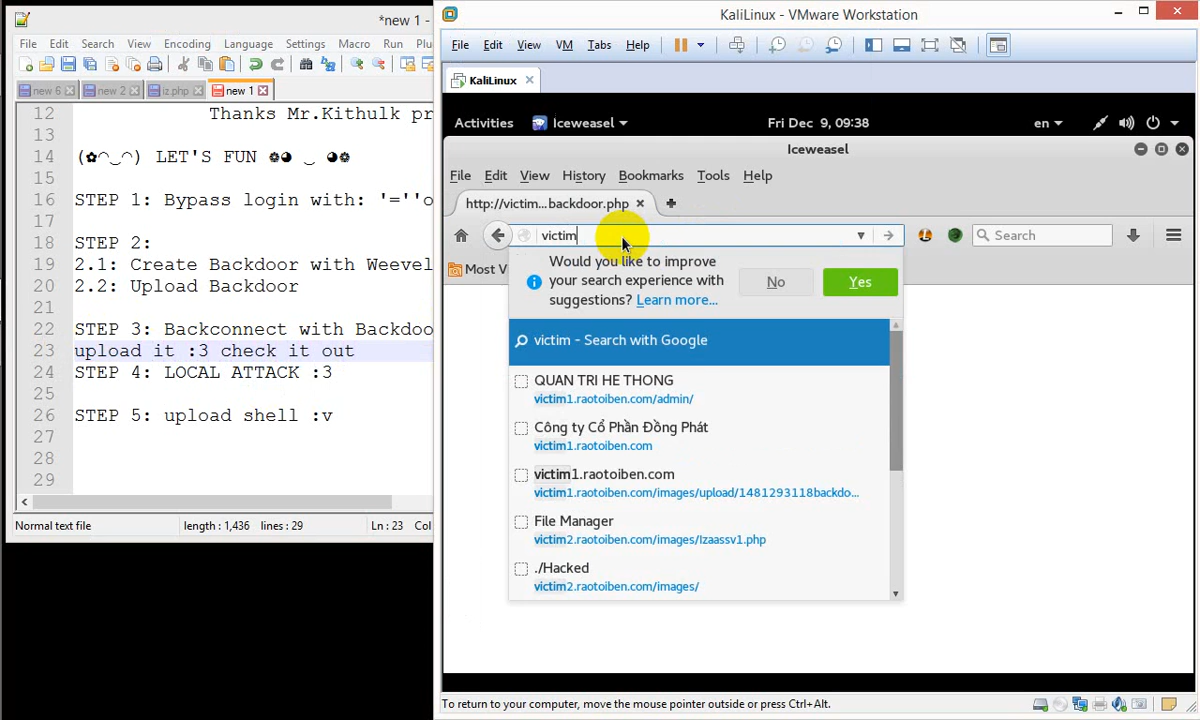 *new 1 -
File Edit Search View Encoding Language Settings Macro Run Plu
new 6 new 2 iz.php new 1
12 Thanks Mr.Kithulk pr
13
14 (✿◠‿◠) LET'S FUN ❁◕ ‿ ◕❁
15
16 STEP 1: Bypass login with: '=''o
17
18 STEP 2:
19 2.1: Create Backdoor with Weevel
20 2.2: Upload Backdoor
21
22 STEP 3: Backconnect with Backdoo
23 upload it :3 check it out
24 STEP 4: LOCAL ATTACK :3
25
26 STEP 5: upload shell :v
27
28
29
Normal text file length : 1,436 lines : 29 Ln : 23 Col
KaliLinux - VMware Workstation
File Edit View VM Tabs Help
KaliLinux
Activities Iceweasel Fri Dec 9, 09:38 en
Iceweasel
File Edit View History Bookmarks Tools Help
http://victim...backdoor.php
victim Search
Most V
Would you like to improve
your search experience with
suggestions? Learn more...
No Yes
victim - Search with Google
QUAN TRI HE THONG
victim1.raotoiben.com/admin/
Công ty Cổ Phần Đồng Phát
victim1.raotoiben.com
victim1.raotoiben.com
victim1.raotoiben.com/images/upload/1481293118backdo...
File Manager
victim2.raotoiben.com/images/Izaassv1.php
./Hacked
victim2.raotoiben.com/images/
To return to your computer, move the mouse pointer outside or press Ctrl+Alt.